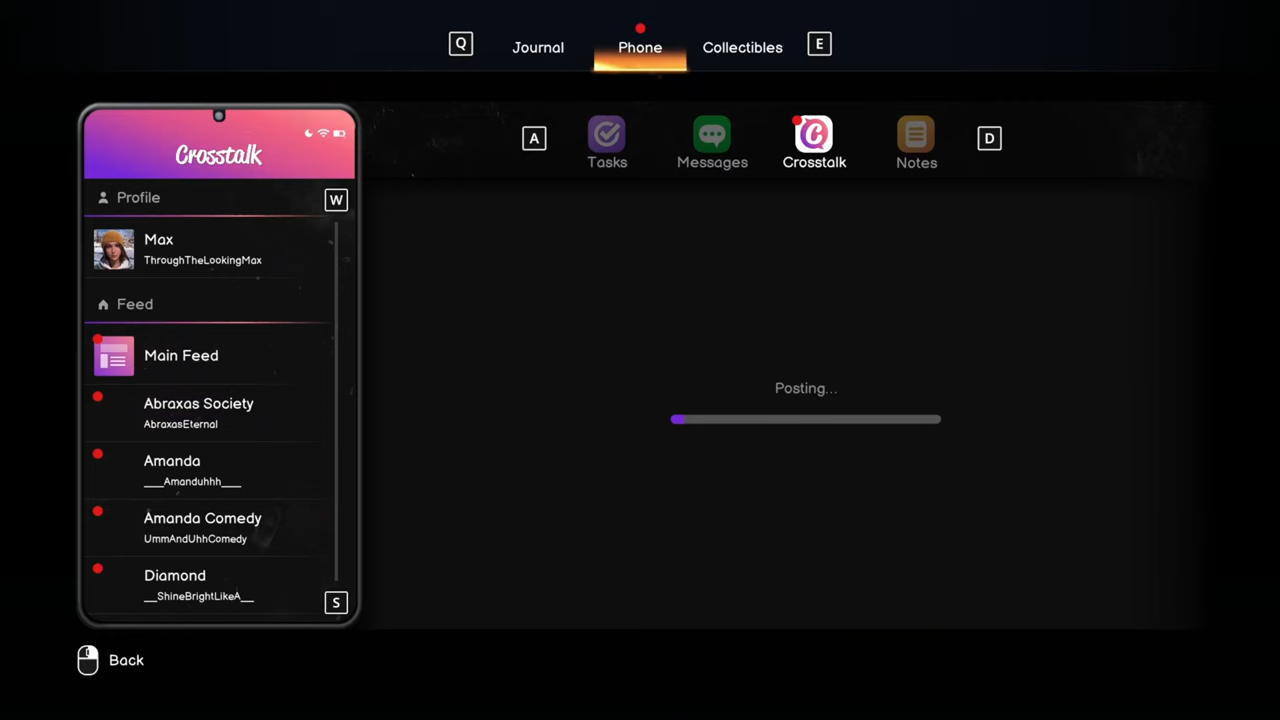 Q
Journal
Phone
Collectibles
E
Crosstalk
A
Tasks
Messages
Crosstalk
Notes
D
Profile
W
Max
ThroughTheLookingMax
Feed
Main Feed
Abraxas Society
AbraxasEternal
Amanda
___Amanduhhh___
Amanda Comedy
UmmAndUhhComedy
Diamond
__ShineBrightLikeA__
S
Posting...
Back